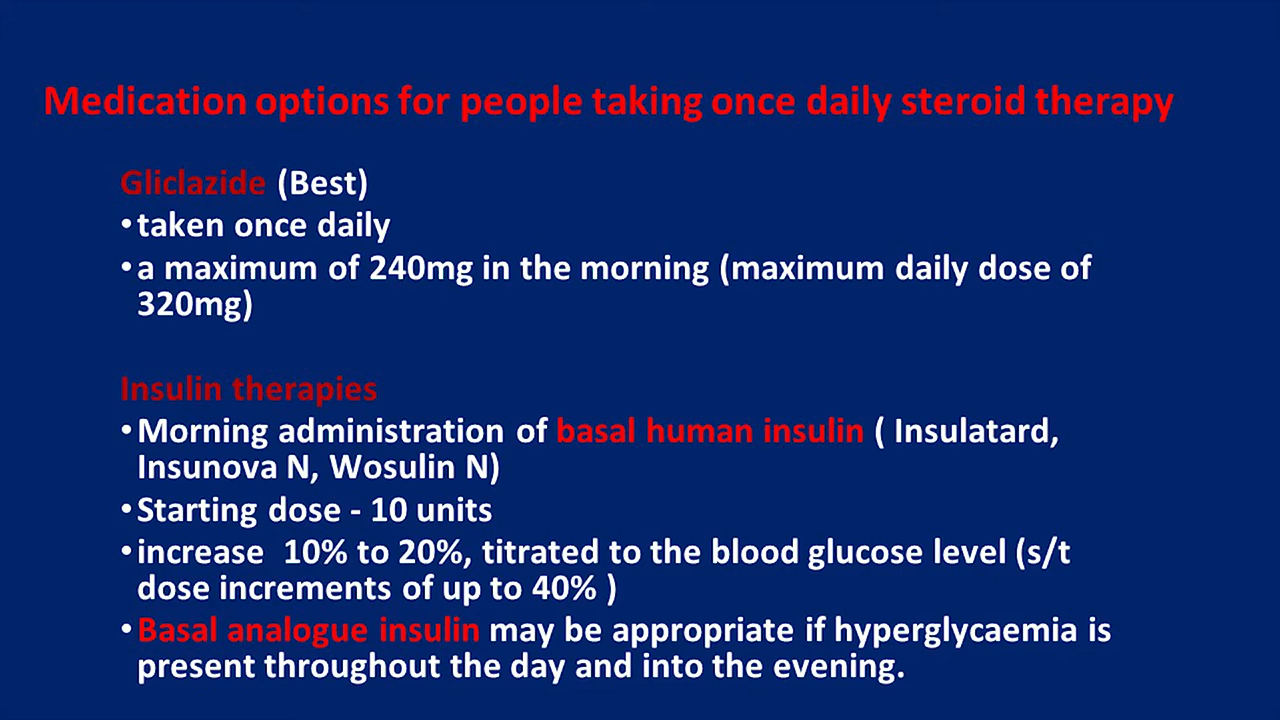 Medication options for people taking once daily steroid therapy
Gliclazide (Best)
•taken once daily
•a maximum of 240mg in the morning (maximum daily dose of
320mg)
Insulin therapies
•Morning administration of basal human insulin ( Insulatard,
Insunova N, Wosulin N)
•Starting dose - 10 units
•increase  10% to 20%, titrated to the blood glucose level (s/t
dose increments of up to 40% )
•Basal analogue insulin may be appropriate if hyperglycaemia is
present throughout the day and into the evening.